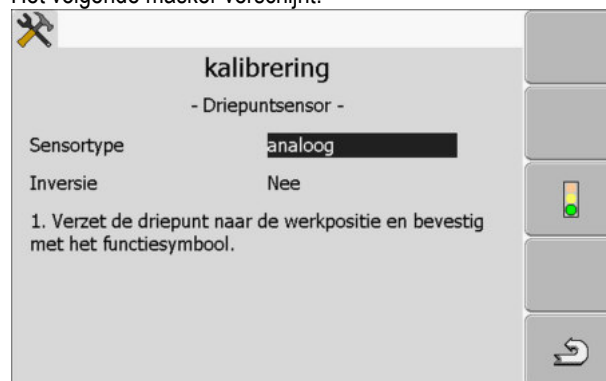 Het volgende masker verschijnt:
kalibrering
- Driepuntsensor -
Sensortype analoog
Inversie Nee
1. Verzet de driepunt naar de werkpositie en bevestig
met het functiesymbool.